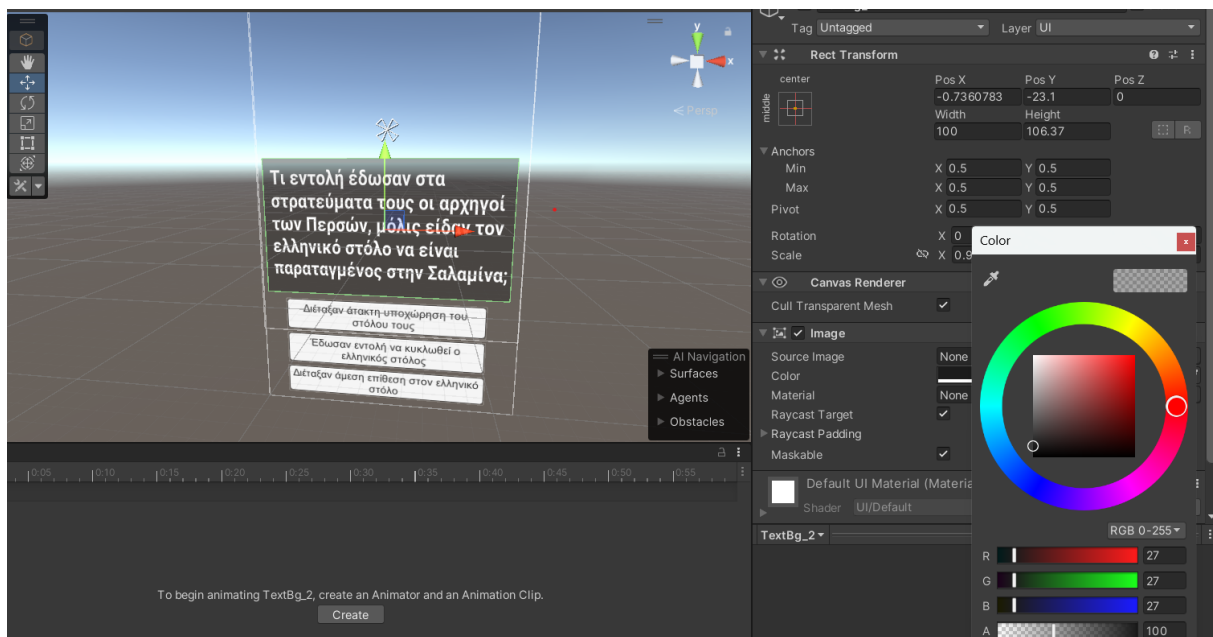 Tag Untagged Layer UI
Rect Transform
center Pos X Pos Y Pos Z
middle -0.7360783 -23.1 0
Width Height
100 106.37 R
Anchors
Min X 0.5 Y 0.5
Max X 0.5 Y 0.5
Pivot X 0.5 Y 0.5
Rotation X 0
Scale X 0.9
Canvas Renderer
Cull Transparent Mesh
Image
Source Image None
Color
Material None
Raycast Target
Raycast Padding
Maskable
Default UI Material (Materia
Shader UI/Default
TextBg_2
Color
x
RGB 0-255
R 27
G 27
B 27
A 100
y
x
Persp
Τι εντολή έδωσαν στα
στρατεύματα τους οι αρχηγοί
των Περσών, μόλις είδαν τον
ελληνικό στόλο να είναι
παραταγμένος στην Σαλαμίνα;
Διέταξαν άτακτη υποχώρηση του
στόλου τους
Έδωσαν εντολή να κυκλωθεί ο
ελληνικός στόλος
Διέταξαν άμεση επίθεση στον ελληνικό
στόλο
AI Navigation
Surfaces
Agents
Obstacles
0:05 0:10 0:15 0:20 0:25 0:30 0:35 0:40 0:45 0:50 0:55
To begin animating TextBg_2, create an Animator and an Animation Clip.
Create